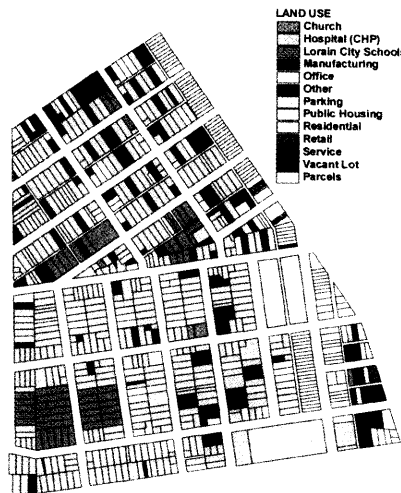 LAND USE
Church
Hospital (CHP)
Lorain City School
Manufacturing
Office
Other
Parking
Public Housing
Residential
Retail
Service
Vacant Lot
Parcels